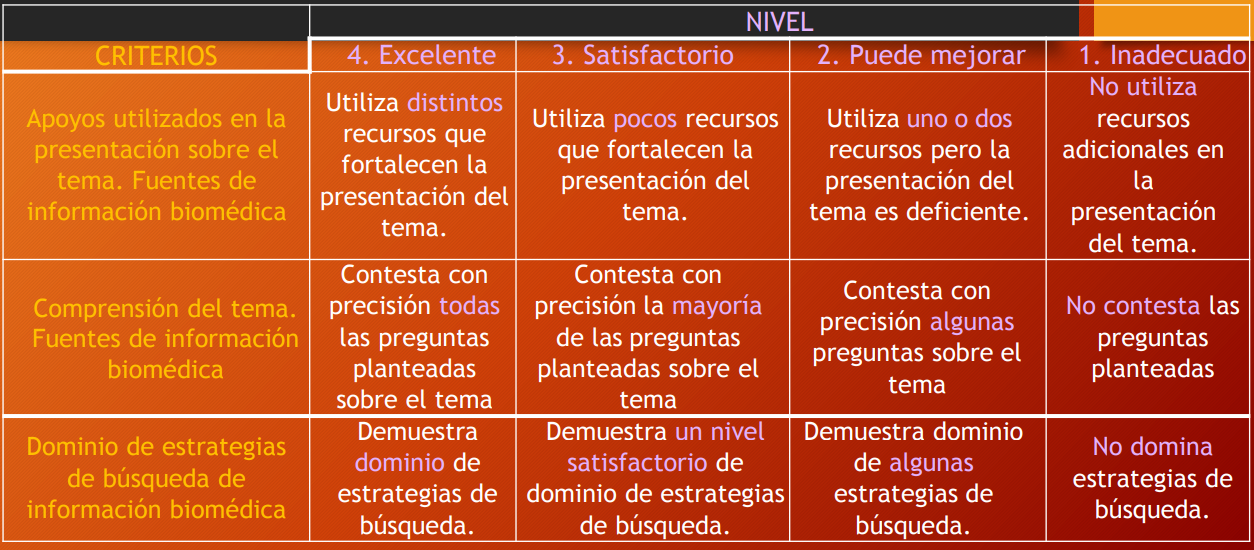 NIVEL
CRITERIOS
4. Excelente
3. Satisfactorio
2. Puede mejorar
1. Inadecuado
Apoyos utilizados en la
presentación sobre el
tema. Fuentes de
información biomédica
Utiliza distintos
recursos que
fortalecen la
presentación del
tema.
Utiliza pocos recursos
que fortalecen la
presentación del
tema.
Utiliza uno o dos
recursos pero la
presentación del
tema es deficiente.
No utiliza
recursos
adicionales en
la
presentación
del tema.
Comprensión del tema.
Fuentes de información
biomédica
Contesta con
precisión todas
las preguntas
planteadas
sobre el tema
Contesta con
precisión la mayoría
de las preguntas
planteadas sobre el
tema
Contesta con
precisión algunas
preguntas sobre el
tema
No contesta las
preguntas
planteadas
Dominio de estrategias
de búsqueda de
información biomédica
Demuestra
dominio de
estrategias de
búsqueda.
Demuestra un nivel
satisfactorio de
dominio de estrategias
de búsqueda.
Demuestra dominio
de algunas
estrategias de
búsqueda.
No domina
estrategias de
búsqueda.